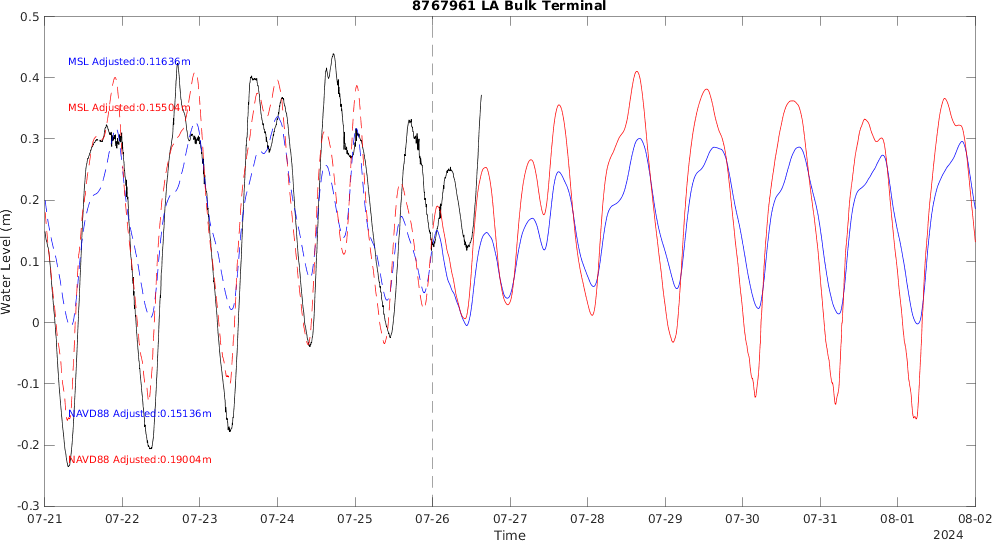 8767961 LA Bulk Terminal
0.5
0.4
0.3
0.2
0.1
0
-0.1
-0.2
-0.3
Water Level (m)
MSL Adjusted:0.11636m
MSL Adjusted:0.15504m
NAVD88 Adjusted:0.15136m
NAVD88 Adjusted:0.19004m
07-21 07-22 07-23 07-24 07-25 07-26 07-27 07-28 07-29 07-30 07-31 08-01 08-02
Time
2024